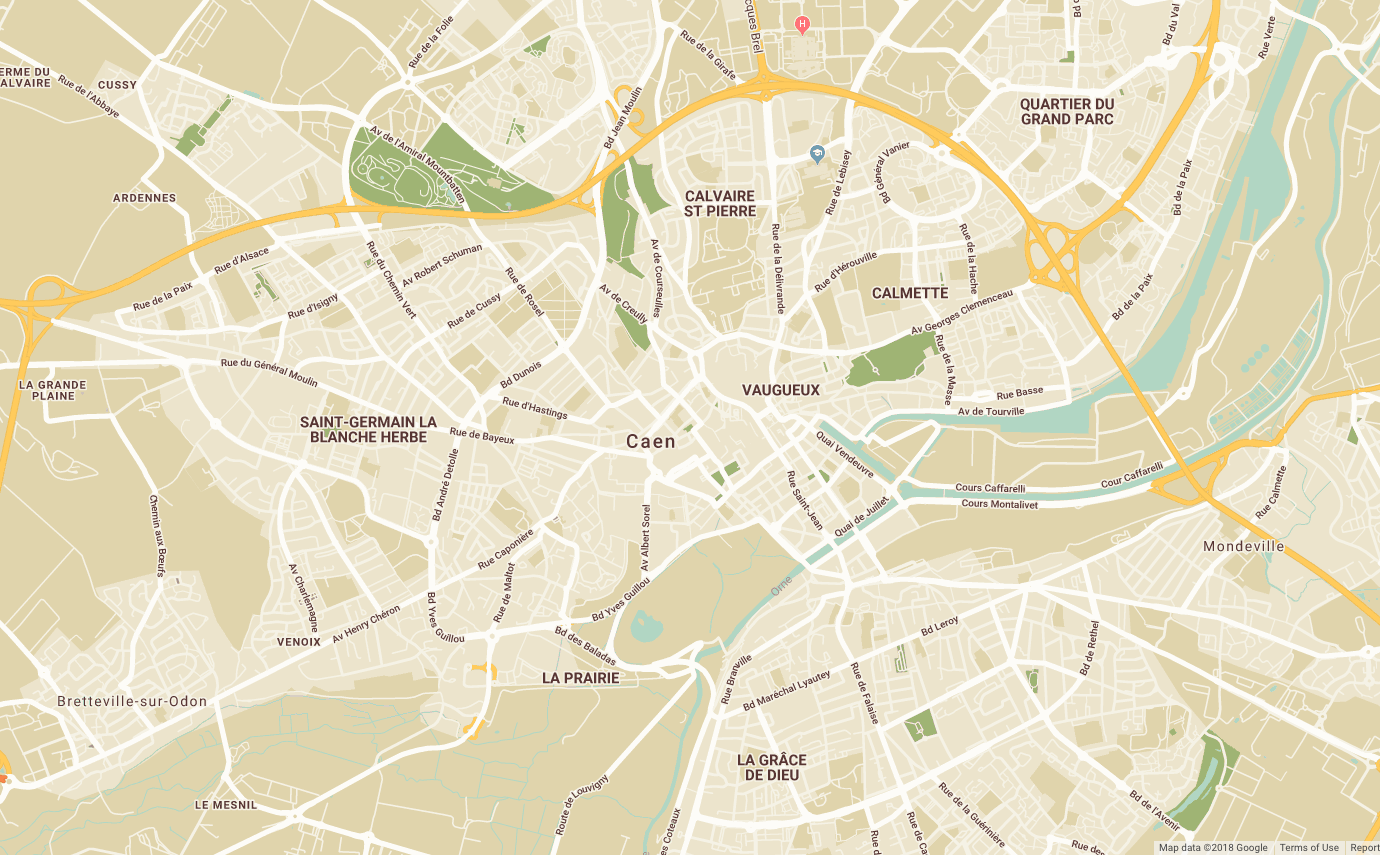 Rue de la Folie
Jacques Brel
H
Bd du Val
Rue Verte
Rue de la Girafe
CUSSY
Rue de l'Abbaye
QUARTIER DU
GRAND PARC
Bd Jean Moulin
Av de l'Amiral Mountbatten
Bd Général Vanier
Rue de Lebisey
Bd de la Paix
ARDENNES
CALVAIRE
ST PIERRE
Rue d'Alsace
Rue du Chemin Vert
Av Robert Schuman
Av de Courseulles
Rue de la Délivrande
Rue d'Hérouville
Rue de la Hache
CALMETTE
Rue de la Paix
Rue d'Isigny
Rue de Cussy
Rue de Rosel
Av de Creully
Av Georges Clemenceau
Bd de la Paix
Rue du Général Moulin
Bd Dunois
Rue de la Masse
LA GRANDE
PLAINE
VAUGUEUX
Rue Basse
Rue d'Hastings
Av de Tourville
SAINT-GERMAIN LA
BLANCHE HERBE
Rue de Bayeux
Caen
Quai Vendeuvre
Bd André Detolle
Rue Saint-Jean
Cours Caffarelli
Cour Caffarelli
Cours Montalivet
Quai de Juillet
Rue Calmette
Chemin aux Bœufs
Av Albert Sorel
Rue Caponière
Mondeville
Av Charlemagne
Rue de Maltot
Orne
Bd Yves Guillou
Bd Yves Guillou
Av Henry Chéron
VENOIX
Bd des Baladas
Bd Leroy
Bd de Rethel
LA PRAIRIE
Rue Branville
Bd Maréchal Lyautey
Rue de Falaise
Bretteville-sur-Odon
LA GRÂCE
DE DIEU
LE MESNIL
Route de Louvigny
Rue de la Guérinière
Bd de l'Avenir
Map data ©2018 Google
Terms of Use
Report